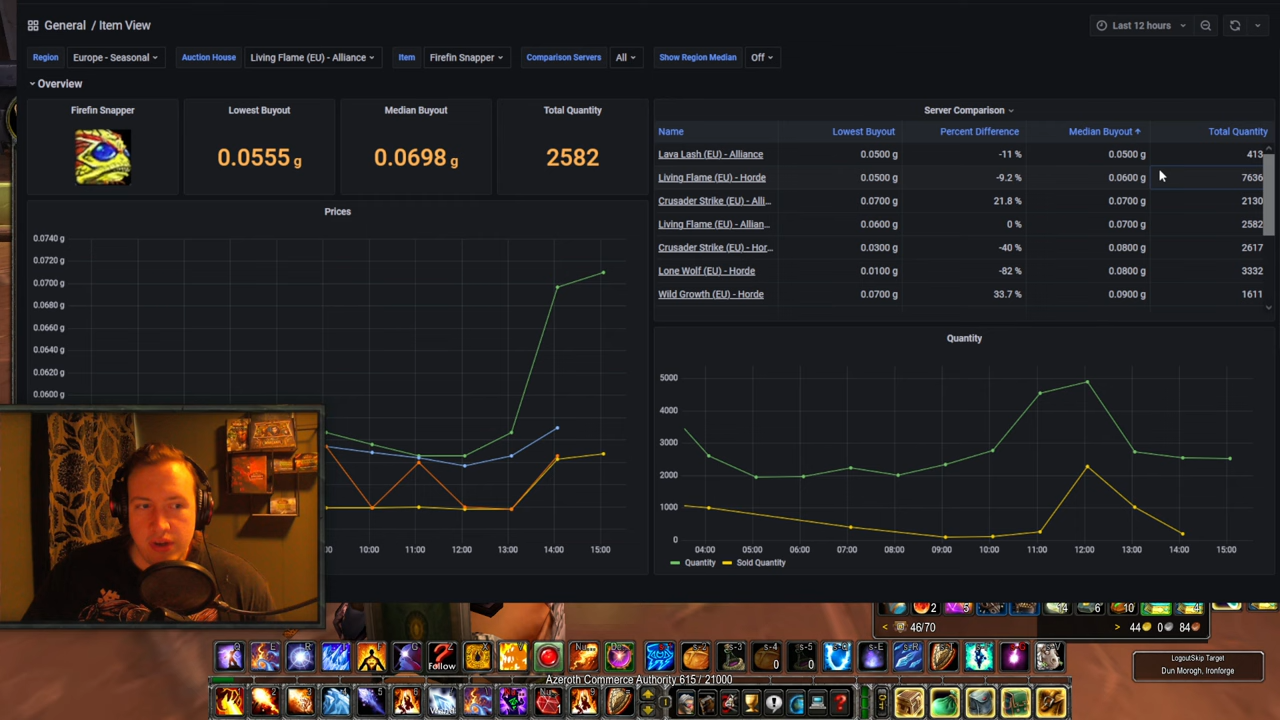 General / Item View
Last 12 hours
Region Europe - Seasonal Auction House Living Flame (EU) - Alliance Item Firefin Snapper Comparison Servers All Show Region Median Off
Overview
Firefin Snapper
Lowest Buyout
0.0555 g
Median Buyout
0.0698 g
Total Quantity
2582
Server Comparison
Name Lowest Buyout Percent Difference Median Buyout Total Quantity
Lava Lash (EU) - Alliance 0.0500 g -11 % 0.0500 g 413
Living Flame (EU) - Horde 0.0500 g -9.2 % 0.0600 g 7636
Crusader Strike (EU) - Alli... 0.0700 g 21.8 % 0.0700 g 2130
Living Flame (EU) - Allian... 0.0600 g 0 % 0.0700 g 2582
Crusader Strike (EU) - Hor... 0.0300 g -40 % 0.0800 g 2617
Lone Wolf (EU) - Horde 0.0100 g -82 % 0.0800 g 3332
Wild Growth (EU) - Horde 0.0700 g 33.7 % 0.0900 g 1611
Prices
0.0740 g
0.0720 g
0.0700 g
0.0680 g
0.0660 g
0.0640 g
0.0620 g
0.0600 g
10:00 11:00 12:00 13:00 14:00 15:00
Quantity
5000
4000
3000
2000
1000
0
04:00 05:00 06:00 07:00 08:00 09:00 10:00 11:00 12:00 13:00 14:00 15:00
Quantity Sold Quantity
46/70
44 0 84
Follow
Azeroth Commerce Authority 615 / 21000
LogoutSkip Target
Dun Morogh, Ironforge